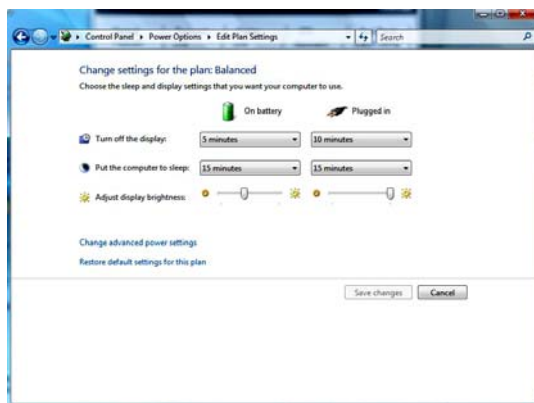 Control Panel ▸ Power Options ▸ Edit Plan Settings
Search
Change settings for the plan: Balanced
Choose the sleep and display settings that you want your computer to use.
On battery Plugged in
Turn off the display: 5 minutes 10 minutes
Put the computer to sleep: 15 minutes 15 minutes
Adjust display brightness:
Change advanced power settings
Restore default settings for this plan
Save changes Cancel